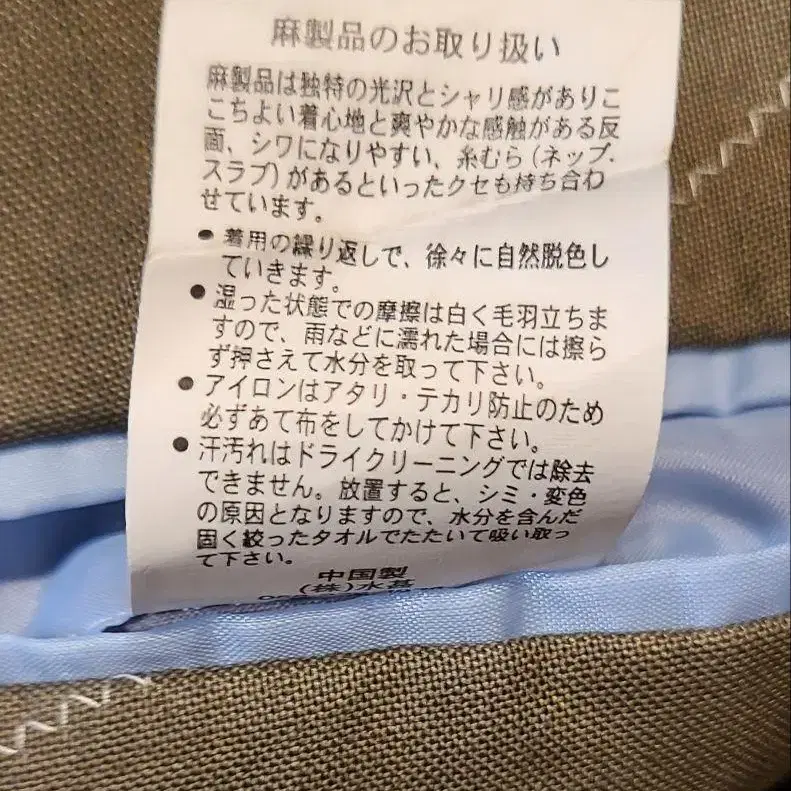 麻製品のお取り扱い
麻製品は独特の光沢とシャリ感がありこ
こちよい着心地と爽やかな感触がある反
面、シワになりやすい、糸むら(ネップ・
スラブ)があるといったクセも持ち合わ
せています。
● 着用の繰り返しで、徐々に自然脱色し
ていきます。
● 湿った状態での摩擦は白く毛羽立ちま
すので、雨などに濡れた場合には擦ら
ず押さえて水分を取って下さい。
● アイロンはアタリ・テカリ防止のため
必ずあて布をしてかけて下さい。
● 汗汚れはドライクリーニングでは除去
できません。放置すると、シミ・変色
の原因となりますので、水分を含んだ
固く絞ったタオルでたたいて吸い取っ
て下さい。
中国製
(株)水甚